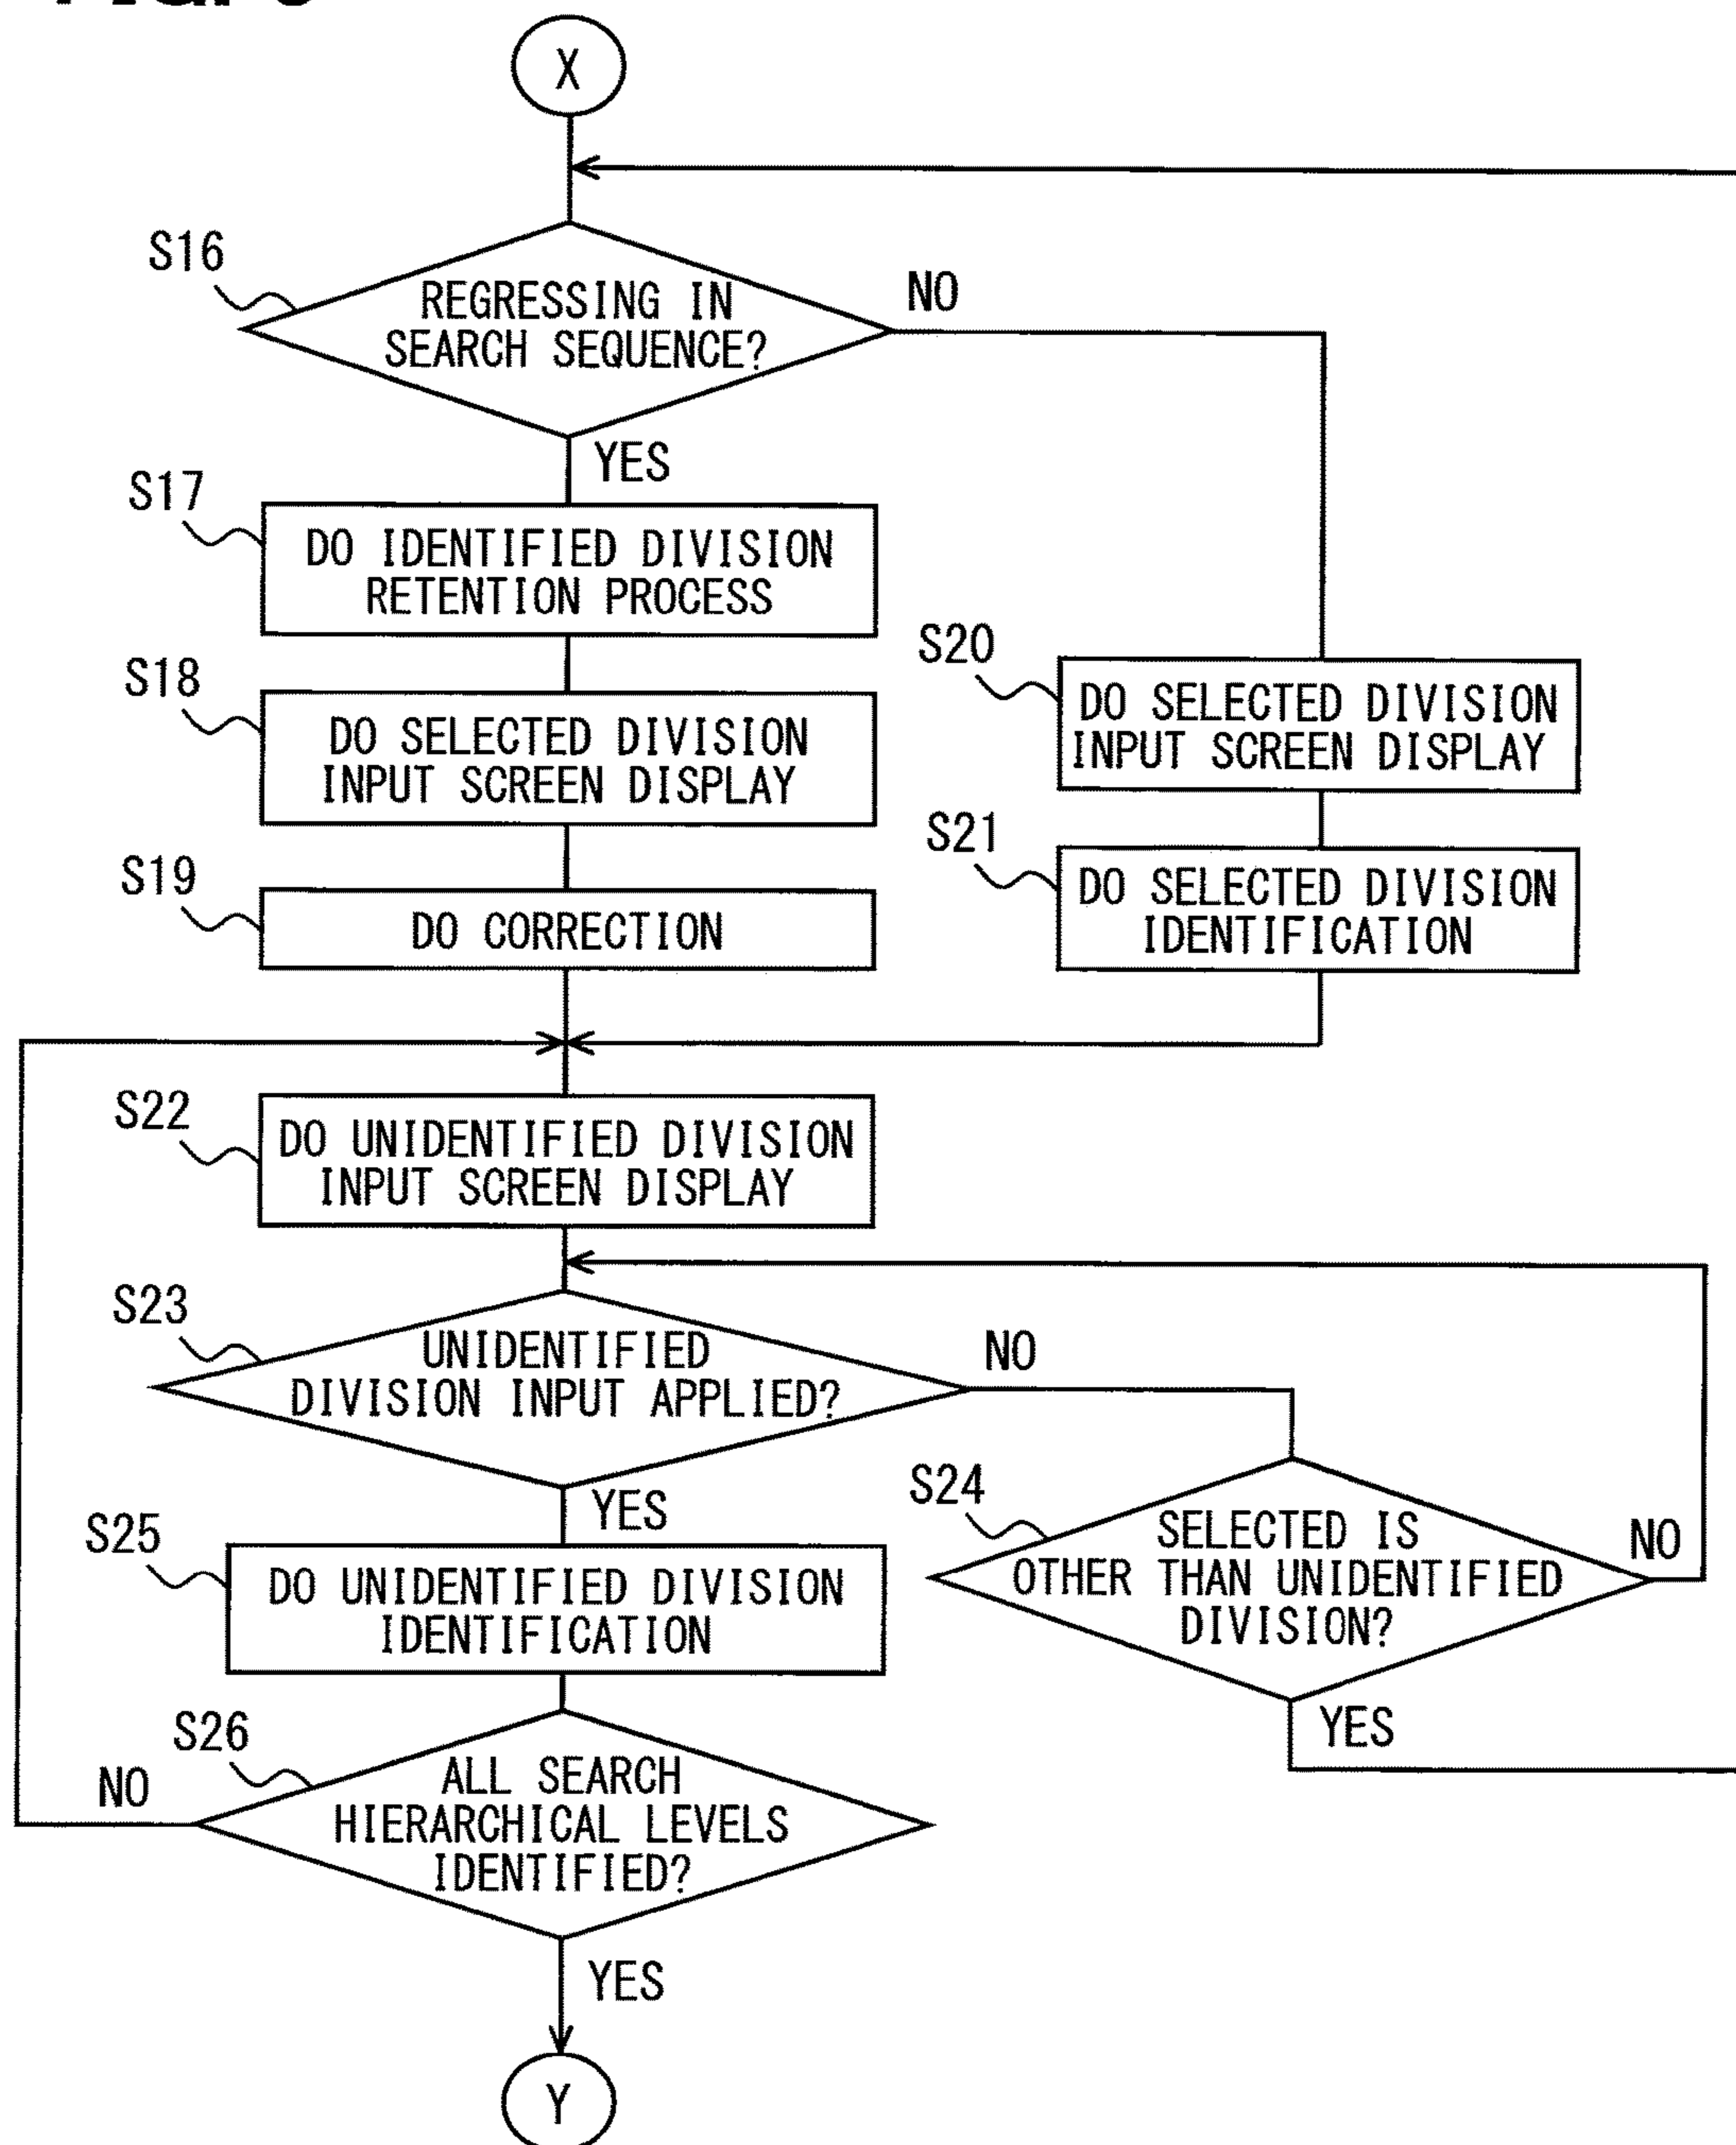 X
S16
REGRESSING IN
SEARCH SEQUENCE?
NO
YES
S17
DO IDENTIFIED DIVISION
RETENTION PROCESS
S18
DO SELECTED DIVISION
INPUT SCREEN DISPLAY
S19
DO CORRECTION
S20
DO SELECTED DIVISION
INPUT SCREEN DISPLAY
S21
DO SELECTED DIVISION
IDENTIFICATION
S22
DO UNIDENTIFIED DIVISION
INPUT SCREEN DISPLAY
S23
UNIDENTIFIED
DIVISION INPUT APPLIED?
NO
YES
S24
SELECTED IS
OTHER THAN UNIDENTIFIED
DIVISION?
NO
YES
S25
DO UNIDENTIFIED DIVISION
IDENTIFICATION
S26
ALL SEARCH
HIERARCHICAL LEVELS
IDENTIFIED?
NO
YES
Y